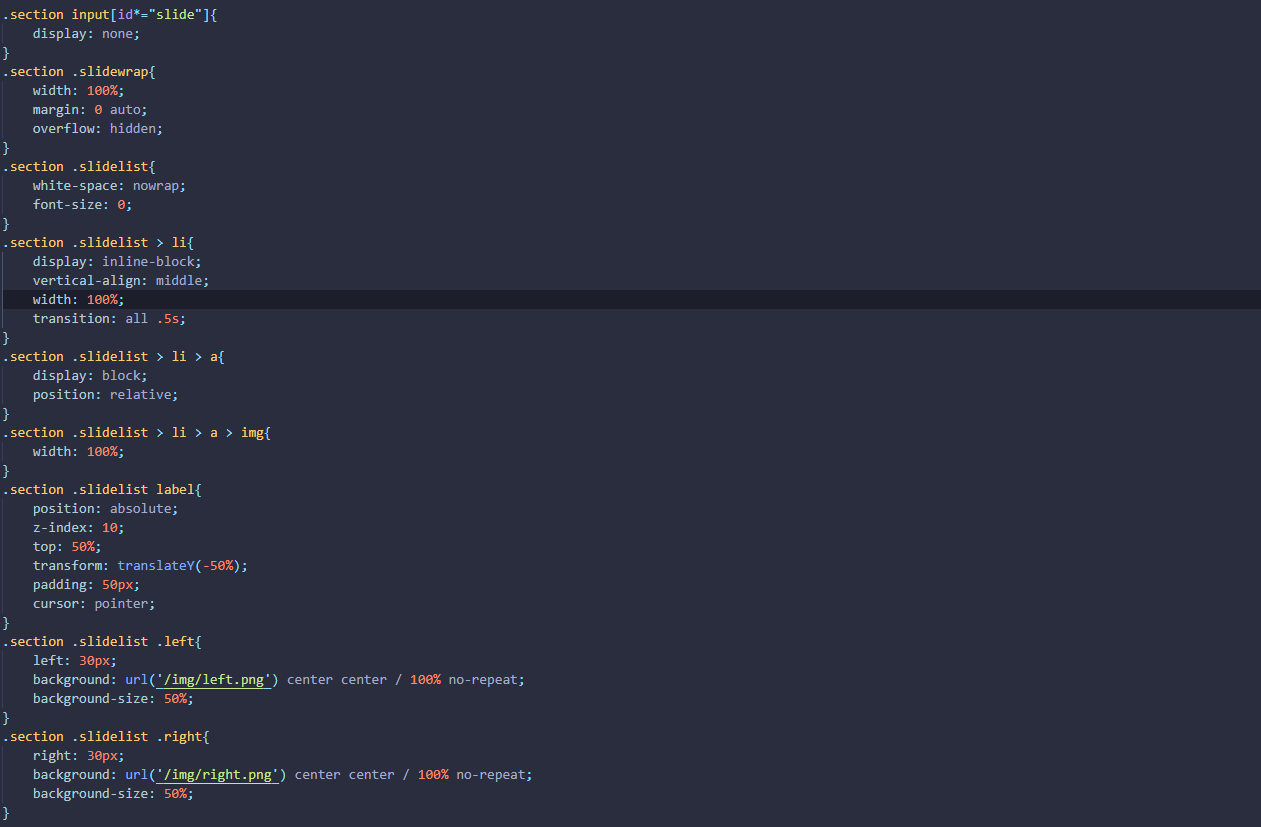 .section input[id*="slide"]{
    display: none;
}
.section .slidewrap{
    width: 100%;
    margin: 0 auto;
    overflow: hidden;
}
.section .slidelist{
    white-space: nowrap;
    font-size: 0;
}
.section .slidelist > li{
    display: inline-block;
    vertical-align: middle;
    width: 100%;
    transition: all .5s;
}
.section .slidelist > li > a{
    display: block;
    position: relative;
}
.section .slidelist > li > a > img{
    width: 100%;
}
.section .slidelist label{
    position: absolute;
    z-index: 10;
    top: 50%;
    transform: translateY(-50%);
    padding: 50px;
    cursor: pointer;
}
.section .slidelist .left{
    left: 30px;
    background: url('/img/left.png') center center / 100% no-repeat;
    background-size: 50%;
}
.section .slidelist .right{
    right: 30px;
    background: url('/img/right.png') center center / 100% no-repeat;
    background-size: 50%;
}